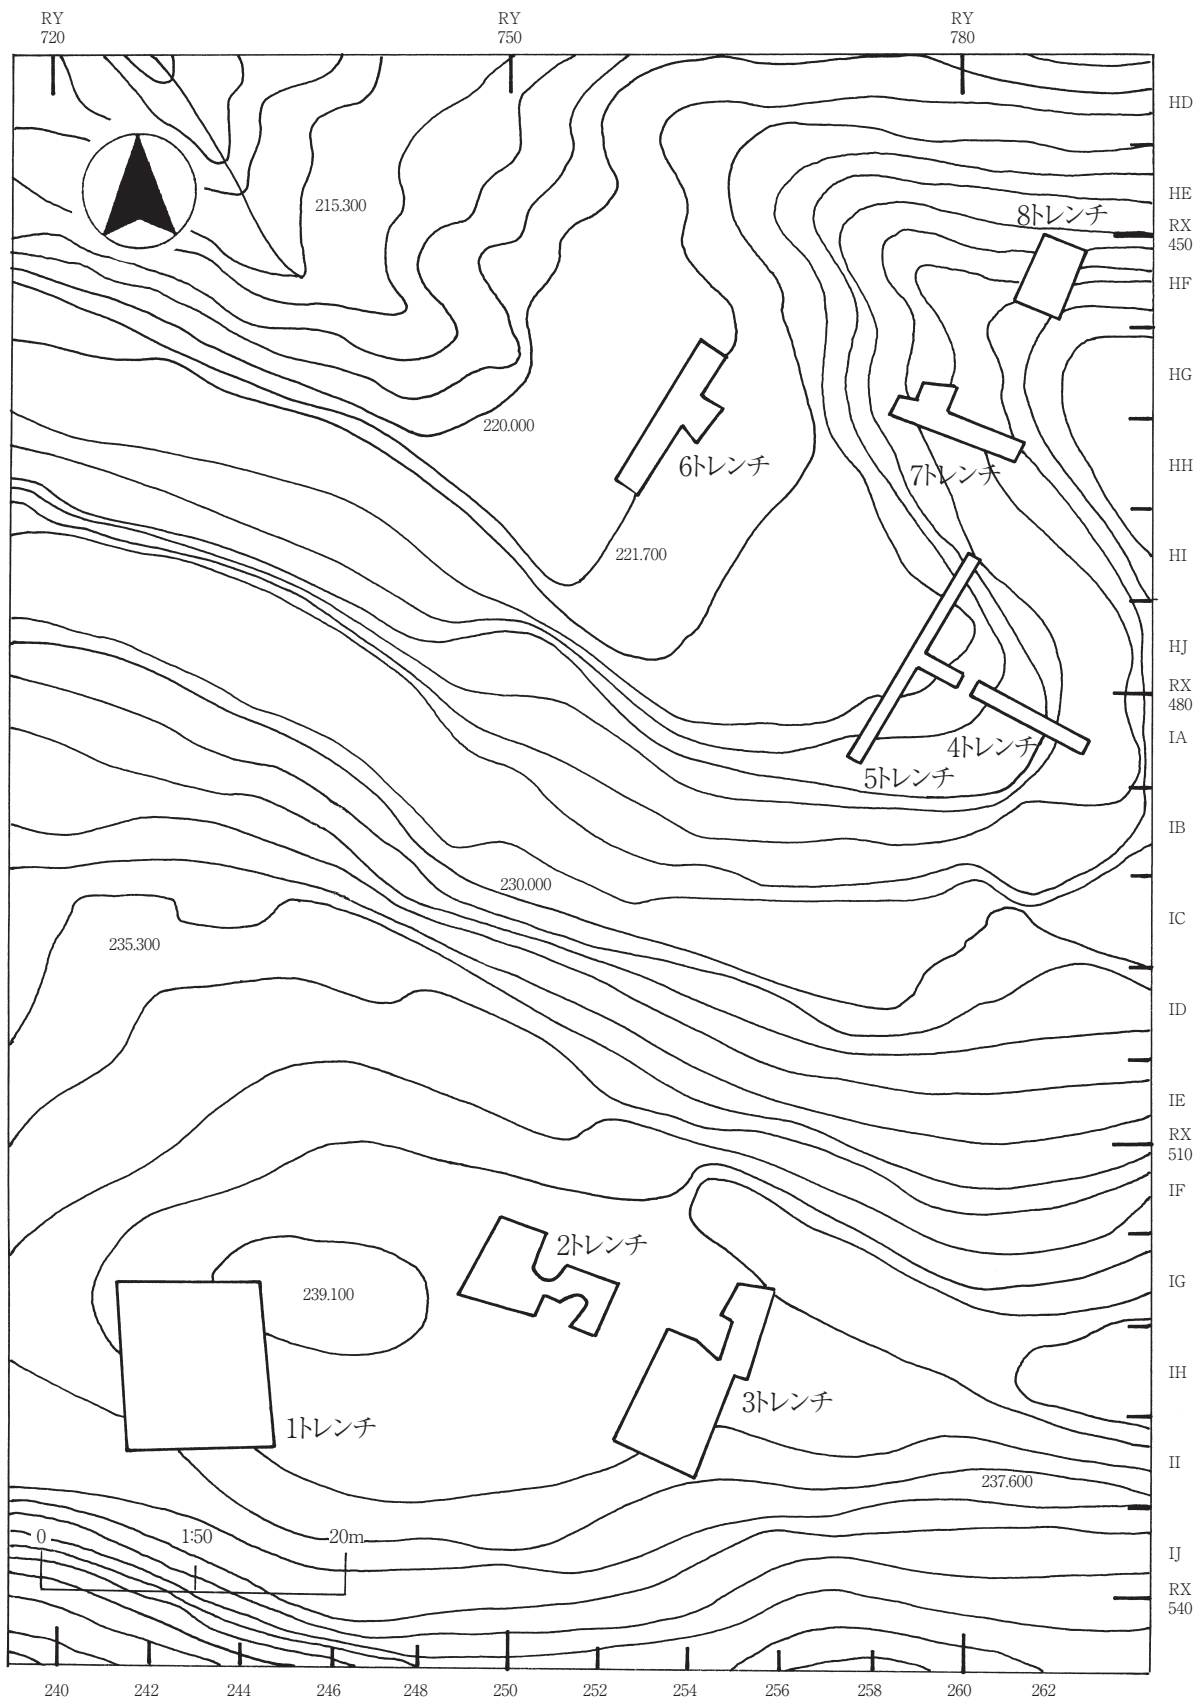 RY
720
RY
750
RY
780
HD
HE
215.300
8トレンチ
RX
450
HF
HG
220.000
6トレンチ
7トレンチ
HH
221.700
HI
HJ
RX
480
IA
4トレンチ
5トレンチ
IB
230.000
IC
235.300
ID
IE
RX
510
IF
2トレンチ
IG
239.100
IH
3トレンチ
1トレンチ
II
237.600
0 1:50 20m
IJ
RX
540
240 242 244 246 248 250 252 254 256 258 260 262